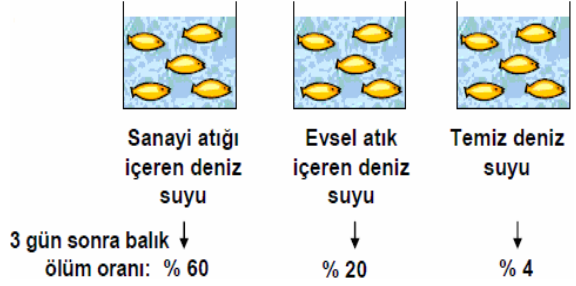 Sanayi atığı
içeren deniz
suyu
Evsel atık
içeren deniz
suyu
Temiz deniz
suyu
3 gün sonra balık
ölüm oranı: % 60
% 20
% 4